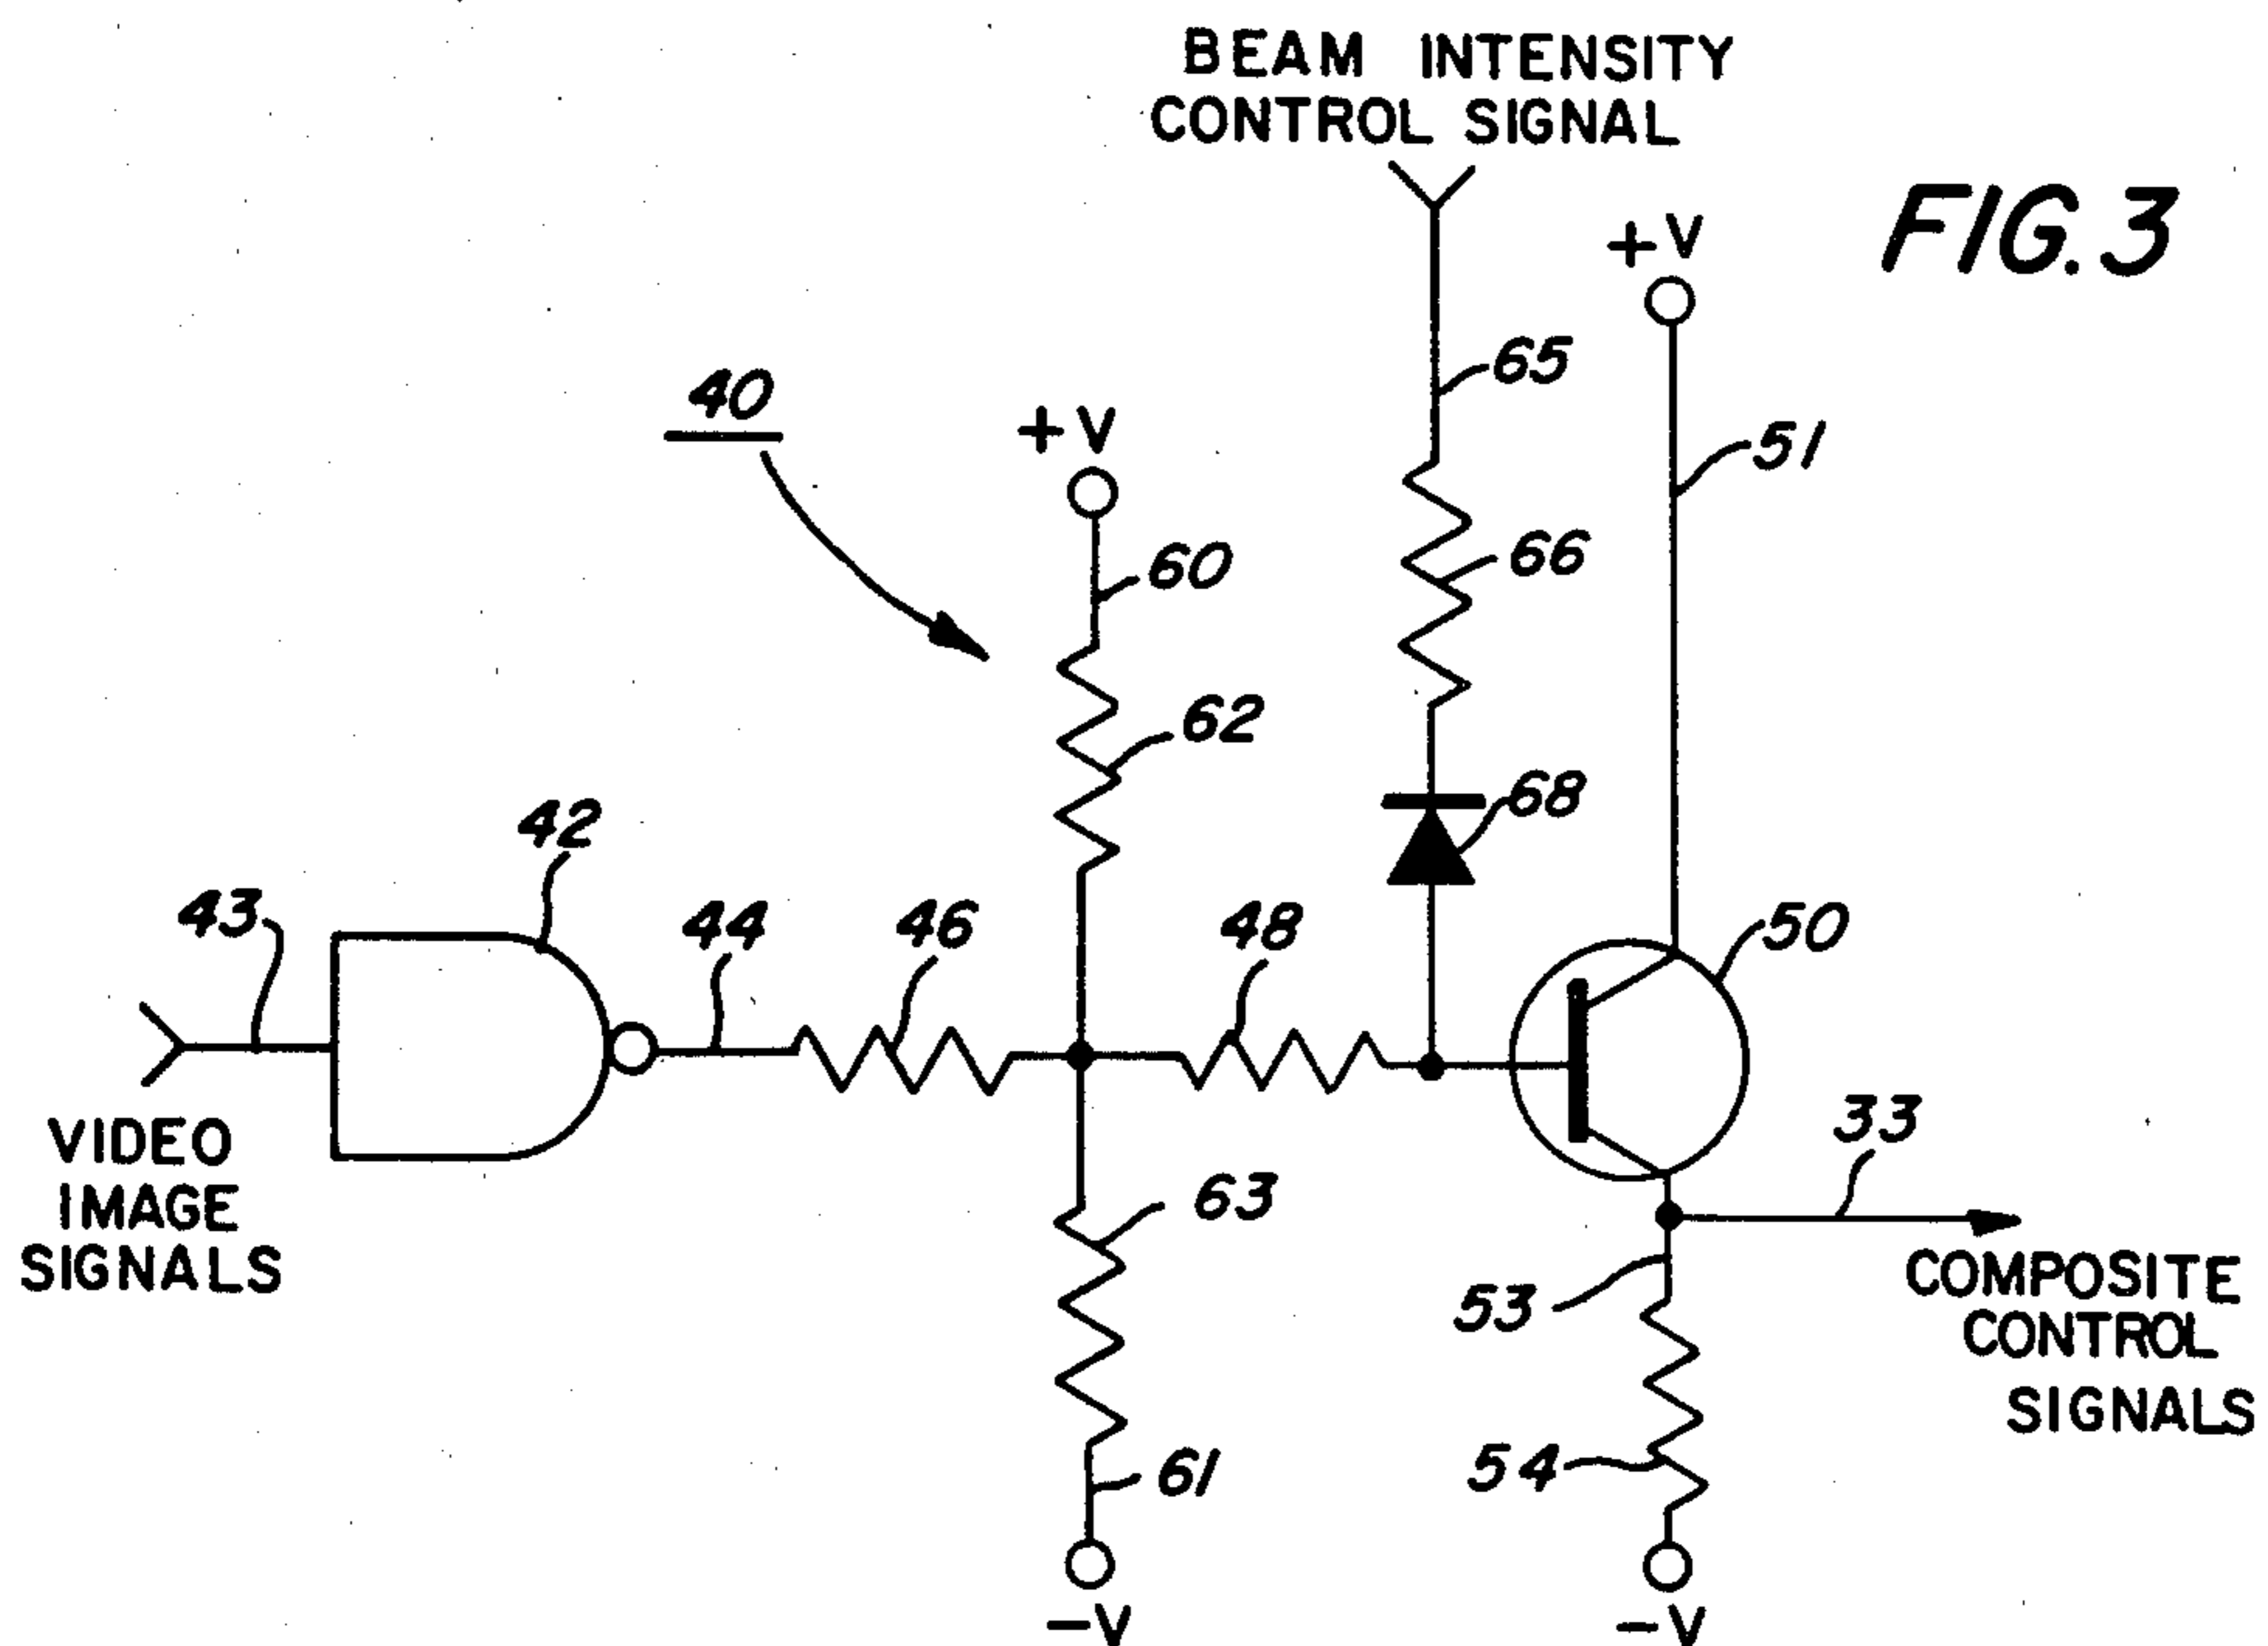 BEAM INTENSITY
CONTROL SIGNAL
FIG. 3
+V
65
40
+V
51
60
66
62
68
42
43
44
46
48
50
33
VIDEO
IMAGE
SIGNALS
63
53
COMPOSITE
CONTROL
SIGNALS
54
61
-V
-V